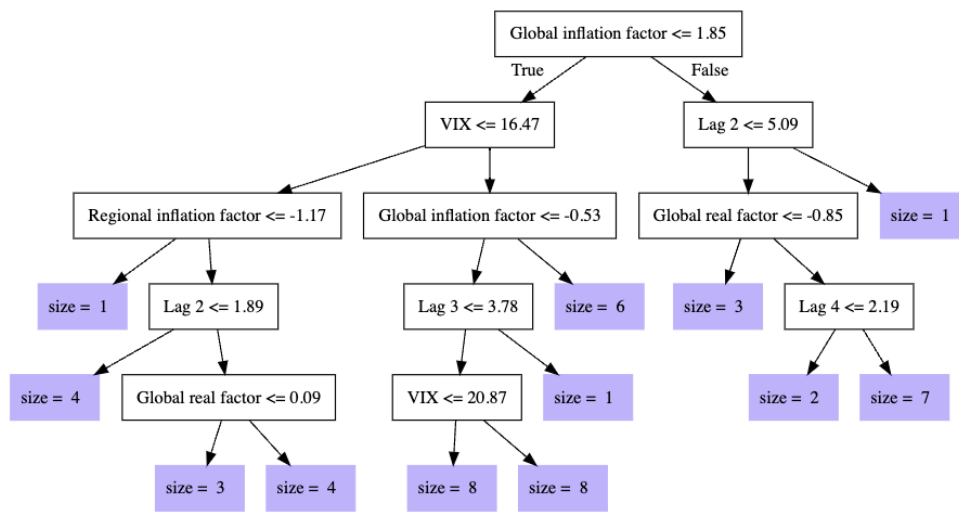 Global inflation factor <= 1.85
True
False
VIX <= 16.47
Lag 2 <= 5.09
Regional inflation factor <= -1.17
Global inflation factor <= -0.53
Global real factor <= -0.85
size = 1
size = 1
Lag 2 <= 1.89
Lag 3 <= 3.78
size = 6
size = 3
Lag 4 <= 2.19
size = 4
Global real factor <= 0.09
VIX <= 20.87
size = 1
size = 2
size = 7
size = 3
size = 4
size = 8
size = 8